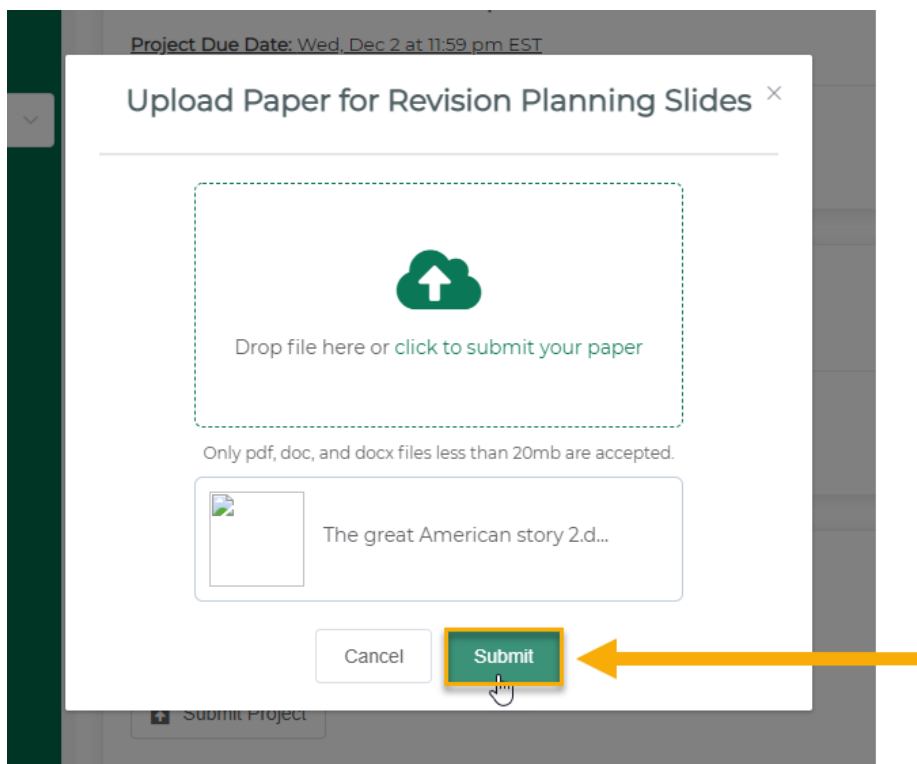 Project Due Date: Wed, Dec 2 at 11:59 pm EST
Upload Paper for Revision Planning Slides
Drop file here or click to submit your paper
Only pdf, doc, and docx files less than 20mb are accepted.
The great American story 2.d...
Cancel
Submit
Submit Project